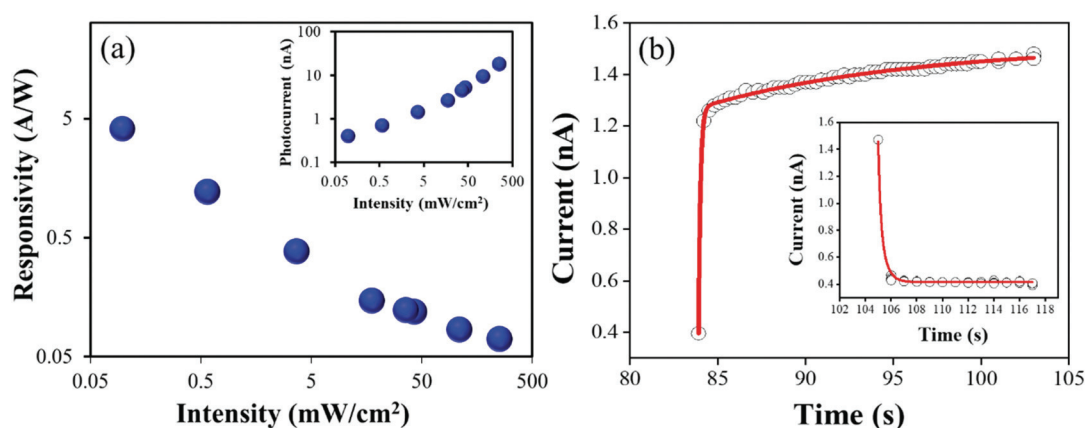 (a)
Responsivity (A/W)
5
0.5
0.05
0.05 0.5 5 50 500
Intensity (mW/cm²)
Photocurrent (nA)
100
10
1
0.1
0.05 0.5 5 50 500
Intensity (mW/cm²)
(b)
Current (nA)
1.6
1.4
1.2
1.0
0.8
0.6
0.4
80 85 90 95 100 105
Time (s)
Current (nA)
1.6
1.4
1.2
1.0
0.8
0.6
0.4
102 104 106 108 110 112 114 116 118
Time (s)